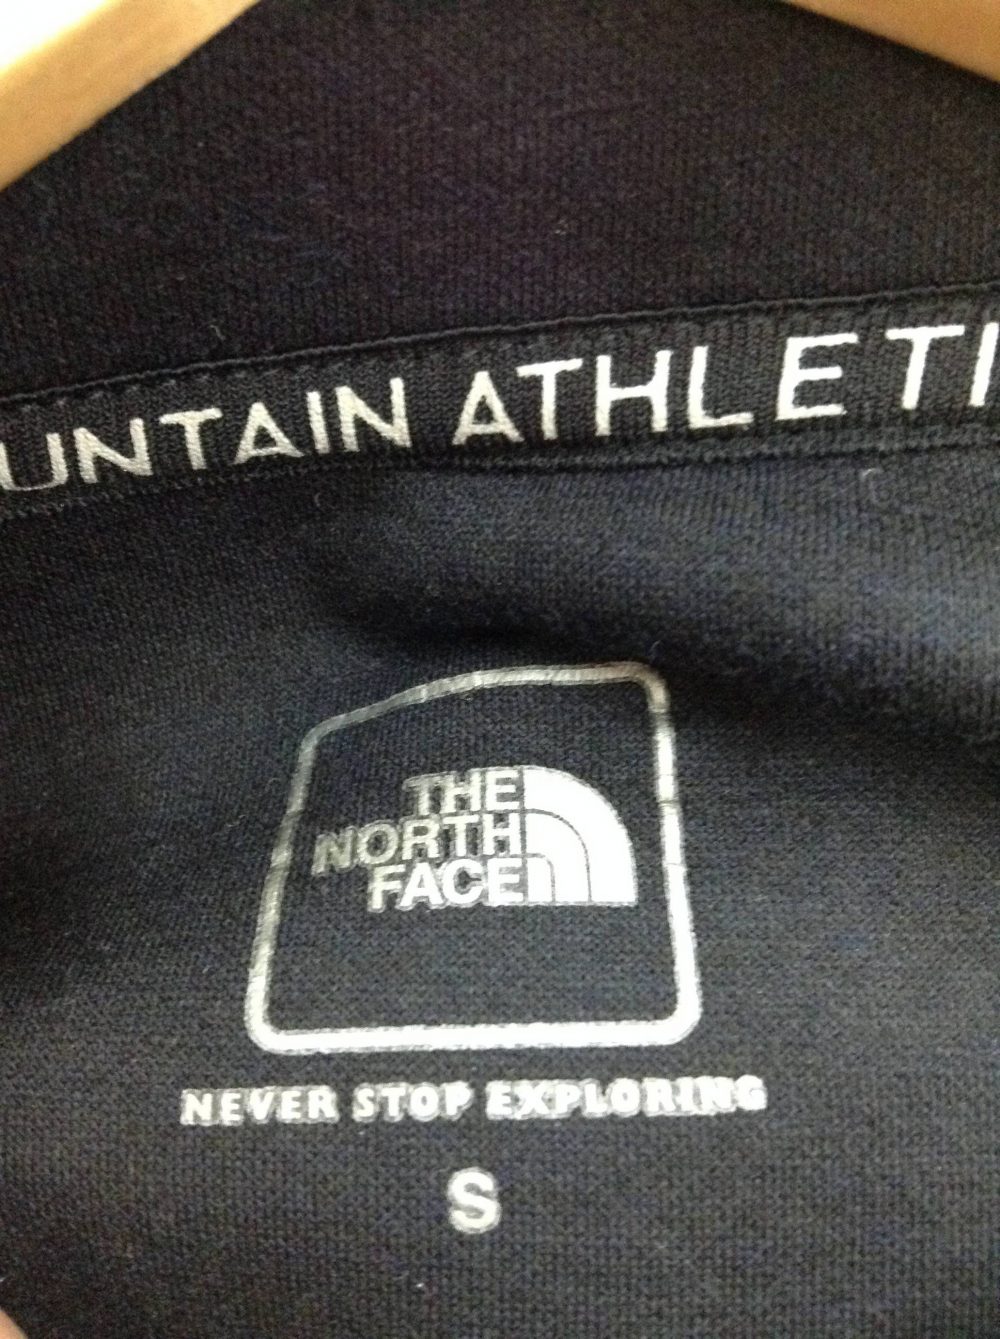 UNTAIN ATHLETI
THE
NORTH
FACE
NEVER STOP EXPLORING
S